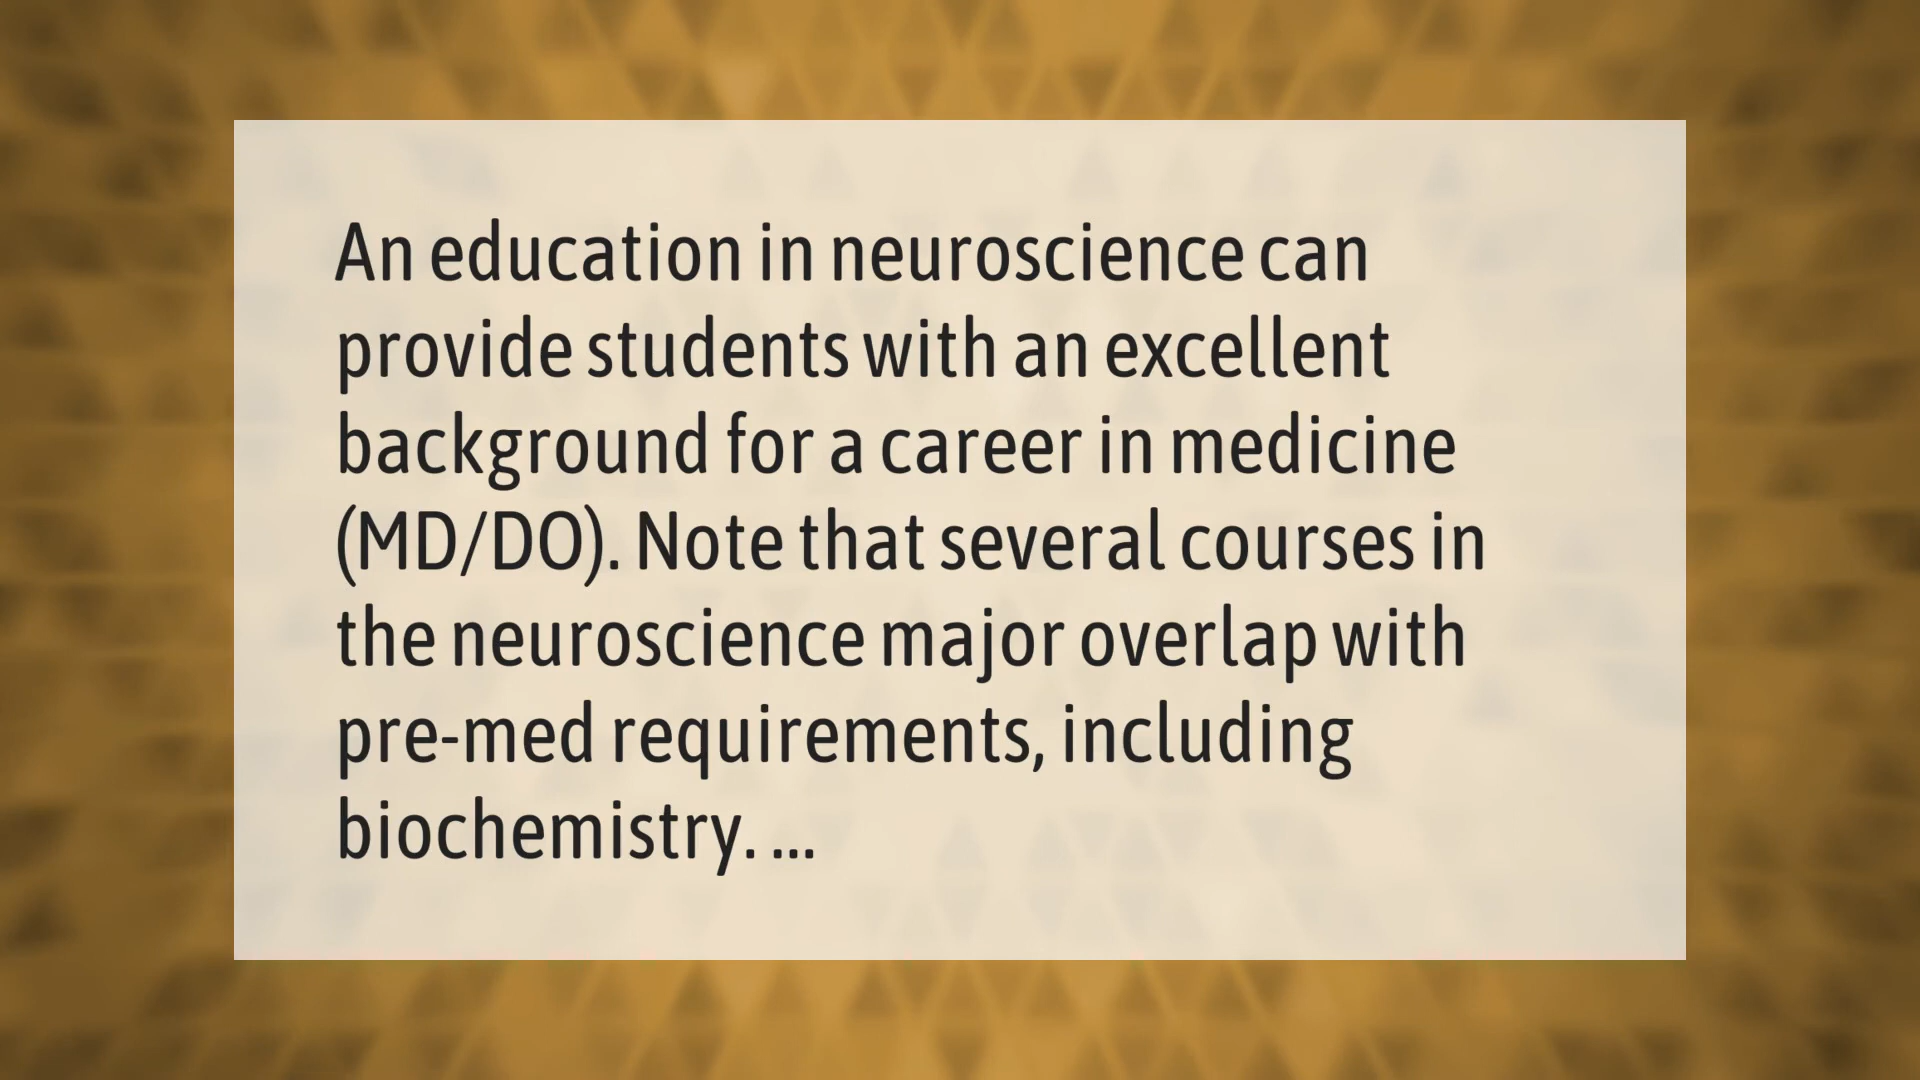 An education in neuroscience can
provide students with an excellent
background for a career in medicine
(MD/DO). Note that several courses in
the neuroscience major overlap with
pre-med requirements, including
biochemistry. ...